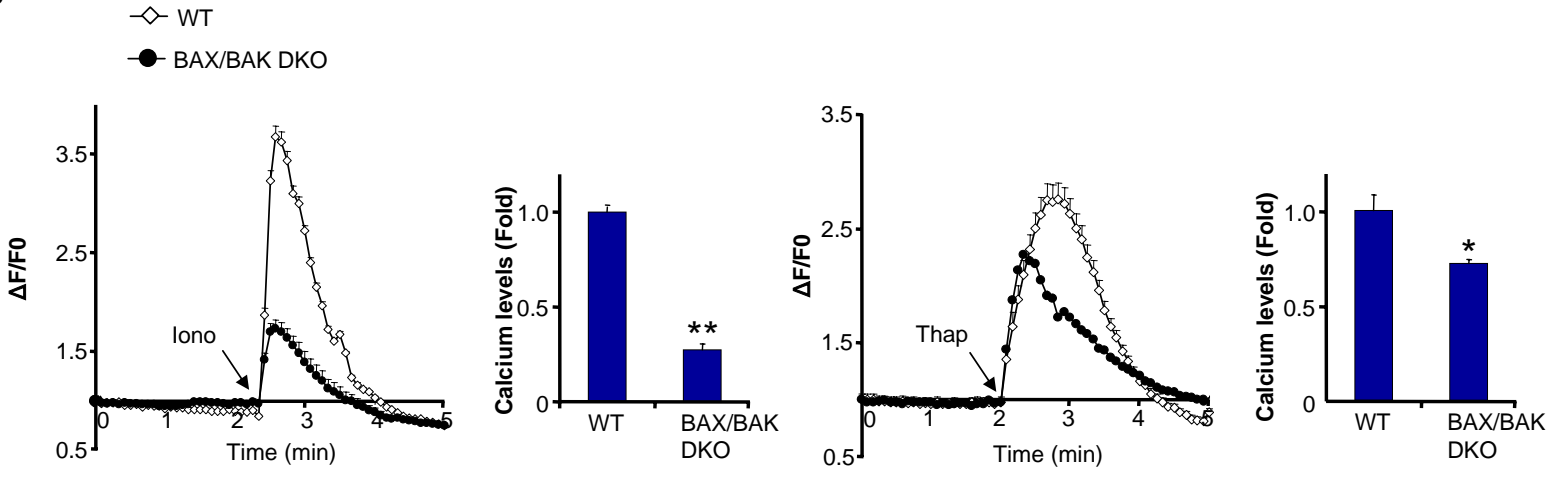 WT
BAX/BAK DKO
ΔF/F0
3.5
2.5
1.5
0.5
Iono
0 1 2 3 4 5
Time (min)
Calcium levels (Fold)
1.0
0.5
0
**
WT
BAX/BAK
DKO
ΔF/F0
3.5
2.5
1.5
0.5
Thap
0 1 2 3 4 5
Time (min)
Calcium levels (Fold)
1.0
0.5
0
*
WT
BAX/BAK
DKO